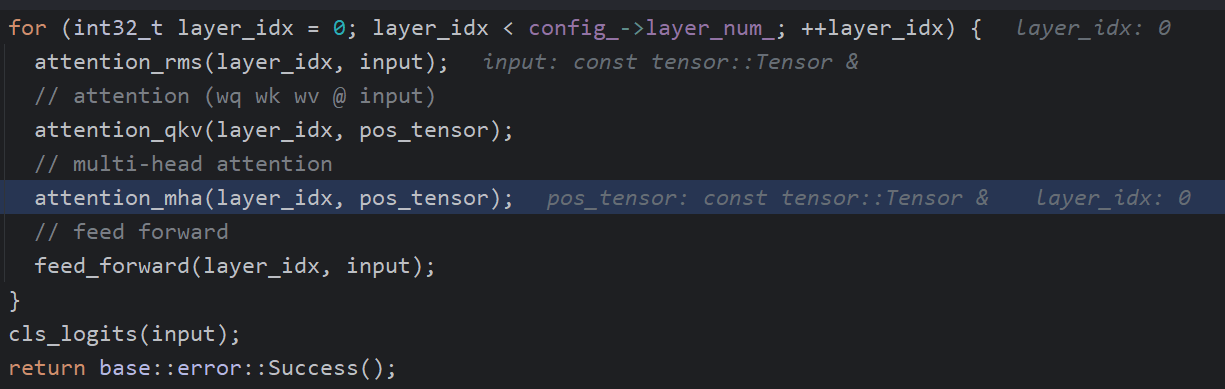 for (int32_t layer_idx = 0; layer_idx < config_->layer_num_; ++layer_idx) {   layer_idx: 0
  attention_rms(layer_idx, input);   input: const tensor::Tensor &
  // attention (wq wk wv @ input)
  attention_qkv(layer_idx, pos_tensor);
  // multi-head attention
  attention_mha(layer_idx, pos_tensor);   pos_tensor: const tensor::Tensor &   layer_idx: 0
  // feed forward
  feed_forward(layer_idx, input);
}
cls_logits(input);
return base::error::Success();